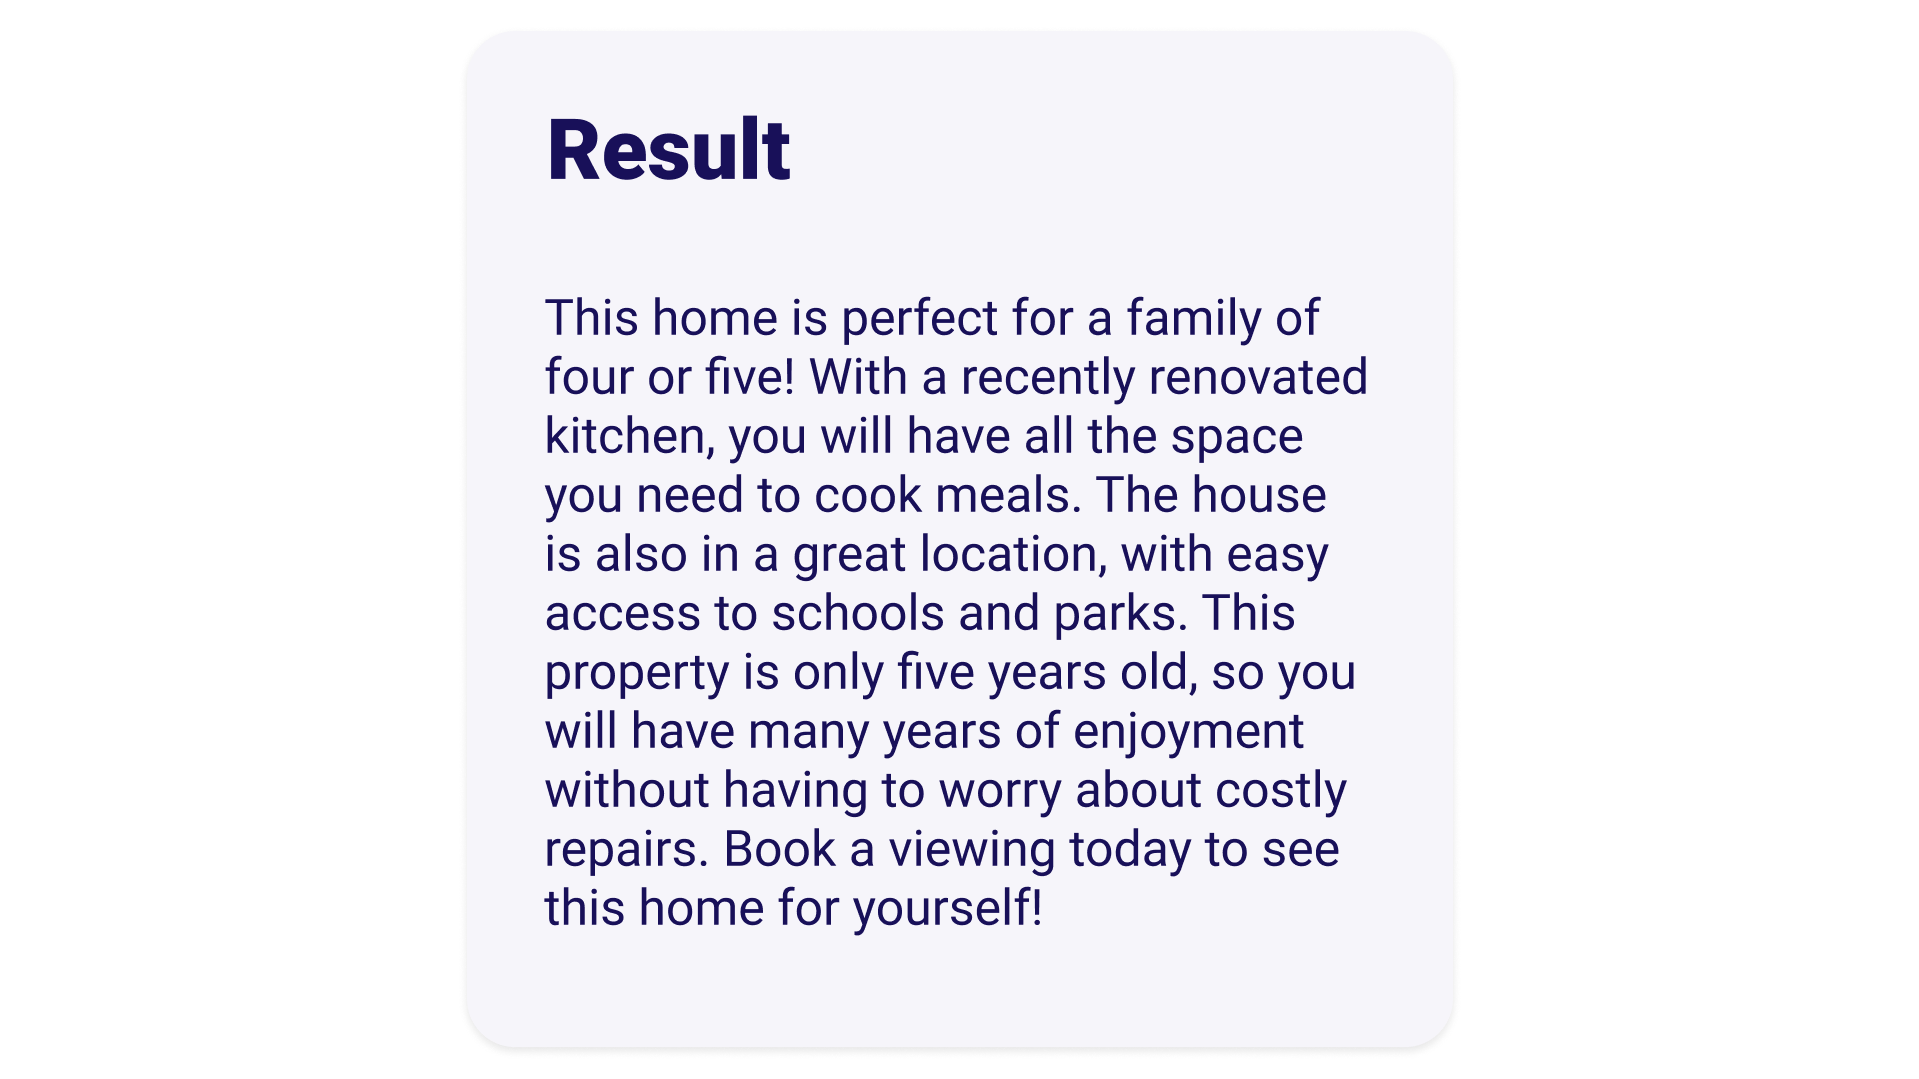 Result
This home is perfect for a family of
four or five! With a recently renovated
kitchen, you will have all the space
you need to cook meals. The house
is also in a great location, with easy
access to schools and parks. This
property is only five years old, so you
will have many years of enjoyment
without having to worry about costly
repairs. Book a viewing today to see
this home for yourself!